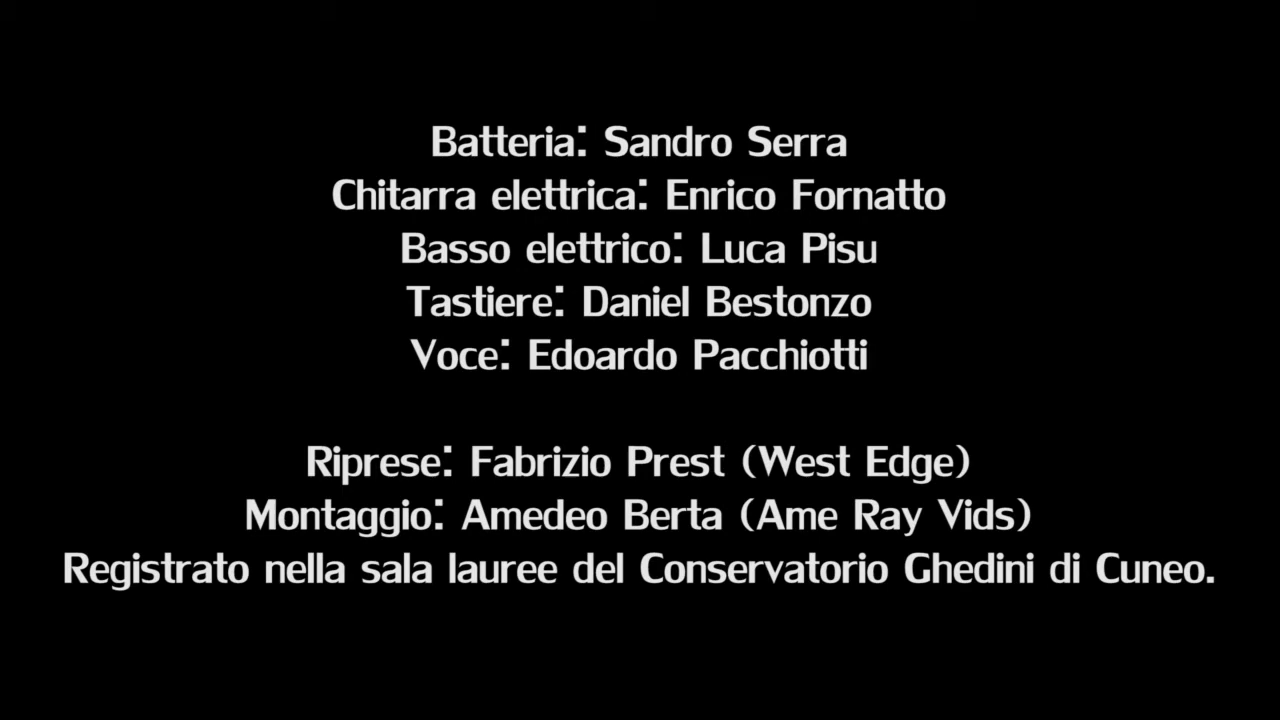 Batteria: Sandro Serra
Chitarra elettrica: Enrico Fornatto
Basso elettrico: Luca Pisu
Tastiere: Daniel Bestonzo
Voce: Edoardo Pacchiotti
Riprese: Fabrizio Prest (West Edge)
Montaggio: Amedeo Berta (Ame Ray Vids)
Registrato nella sala lauree del Conservatorio Ghedini di Cuneo.